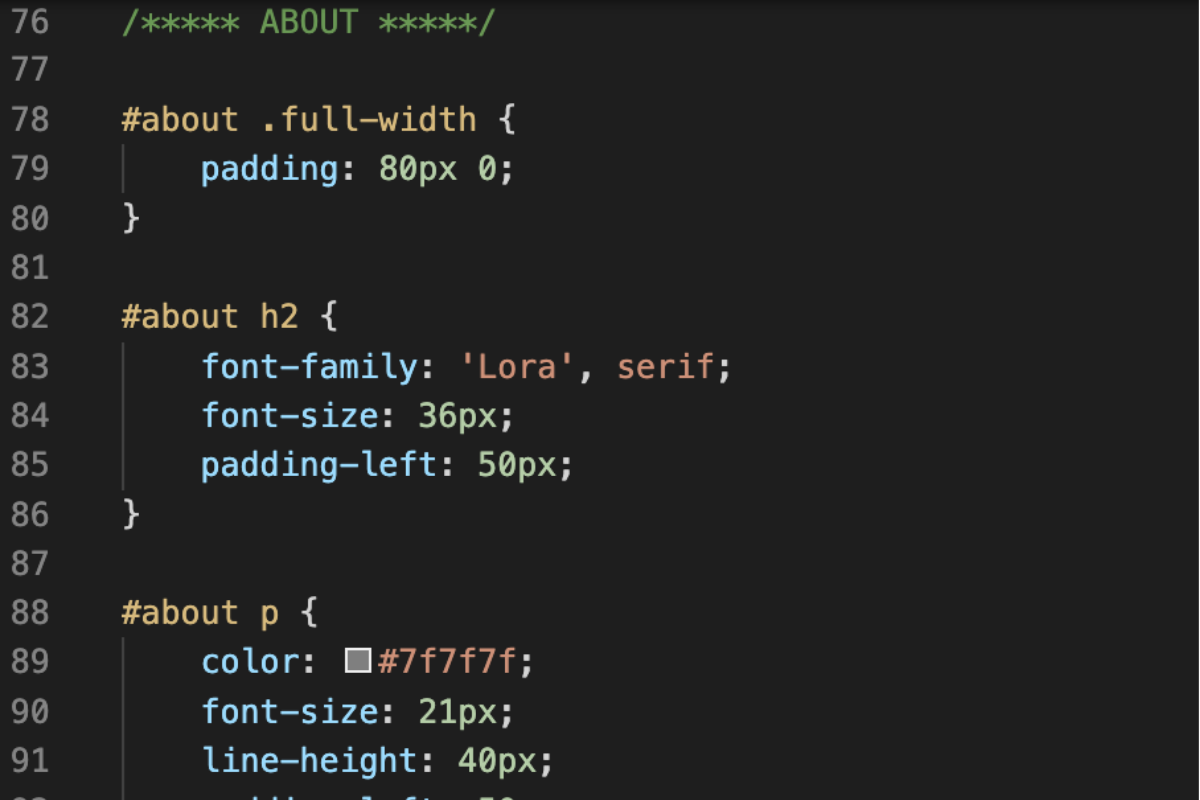 76 /***** ABOUT *****/
77
78 #about .full-width {
79 padding: 80px 0;
80 }
81
82 #about h2 {
83 font-family: 'Lora', serif;
84 font-size: 36px;
85 padding-left: 50px;
86 }
87
88 #about p {
89 color: #7f7f7f;
90 font-size: 21px;
91 line-height: 40px;